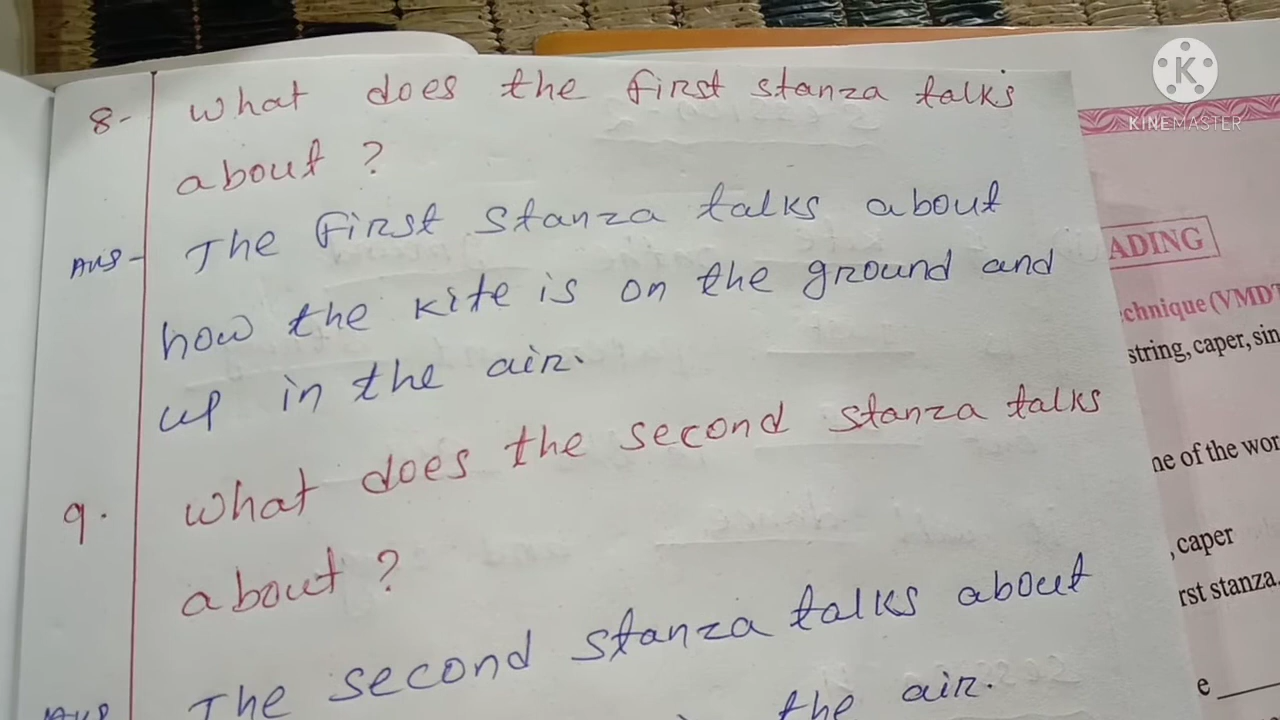 8- What does the first stanza talks
about ?
Ans- The first stanza talks about
how the kite is on the ground and
up in the air.
9. What does the second stanza talks
about ?
Ans The second stanza talks about
the air.
KINEMASTER
ADING
chnique (VMDT
string, caper, sin
ne of the wor
, caper
rst stanza.
e